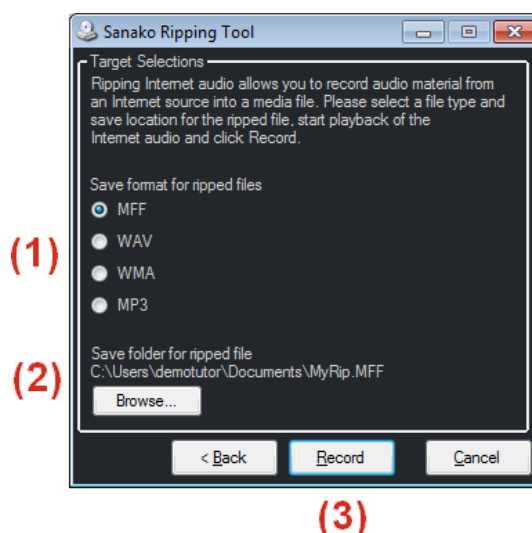 Sanako Ripping Tool
Target Selections
Ripping Internet audio allows you to record audio material from
an Internet source into a media file. Please select a file type and
save location for the ripped file, start playback of the
Internet audio and click Record.
Save format for ripped files
MFF
(1)
WAV
WMA
MP3
Save folder for ripped file
(2)
C:\Users\demotutor\Documents\MyRip.MFF
Browse...
< Back
Record
Cancel
(3)